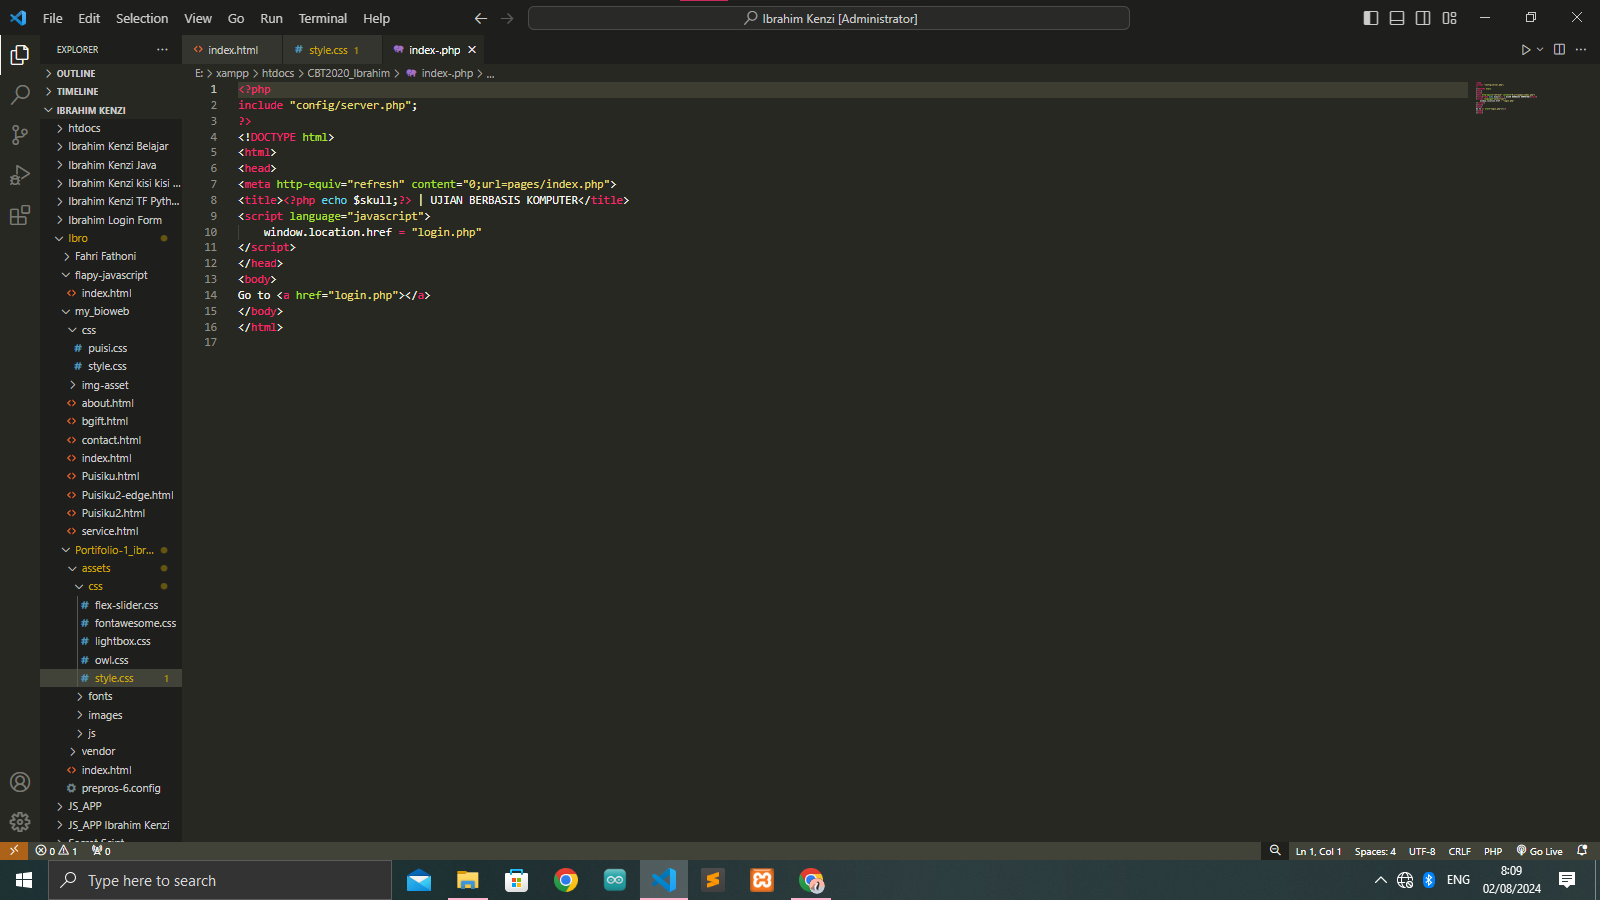 File Edit Selection View Go Run Terminal Help
Ibrahim Kenzi [Administrator]
EXPLORER
index.html
style.css 1
index-.php
OUTLINE
TIMELINE
IBRAHIM KENZI
htdocs
Ibrahim Kenzi Belajar
Ibrahim Kenzi Java
Ibrahim Kenzi kisi kisi ...
Ibrahim Kenzi TF Pyth...
Ibrahim Login Form
Ibro
Fahri Fathoni
flapy-javascript
index.html
my_bioweb
css
puisi.css
style.css
img-asset
about.html
bgift.html
contact.html
index.html
Puisiku.html
Puisiku2-edge.html
Puisiku2.html
service.html
Portifolio-1_ibr...
assets
css
flex-slider.css
fontawesome.css
lightbox.css
owl.css
style.css 1
fonts
images
js
vendor
index.html
prepros-6.config
JS_APP
JS_APP Ibrahim Kenzi
E: > xampp > htdocs > CBT2020_Ibrahim > index-.php > ...
1 <?php
2 include "config/server.php";
3 ?>
4 <!DOCTYPE html>
5 <html>
6 <head>
7 <meta http-equiv="refresh" content="0;url=pages/index.php">
8 <title><?php echo $skull;?> | UJIAN BERBASIS KOMPUTER</title>
9 <script language="javascript">
10 window.location.href = "login.php"
11 </script>
12 </head>
13 <body>
14 Go to <a href="login.php"></a>
15 </body>
16 </html>
17
0 1 0
Ln 1, Col 1 Spaces: 4 UTF-8 CRLF PHP Go Live
Type here to search
ENG
8:09
02/08/2024